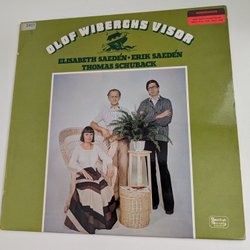 OLOF WIBERGHS VISOR
ELISABETH SAEDÉN • ERIK SAEDÉN
THOMAS SCHUBACK